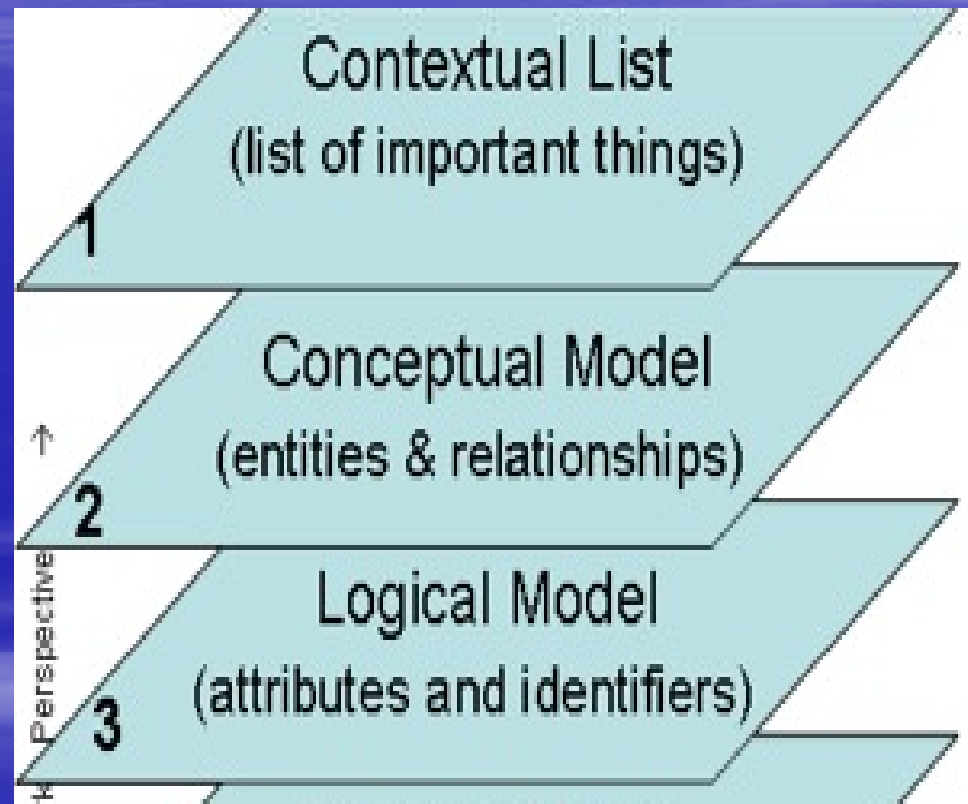 Contextual List
(list of important things)
1
Conceptual Model
(entities & relationships)
2
Logical Model
(attributes and identifiers)
3
Perspective →